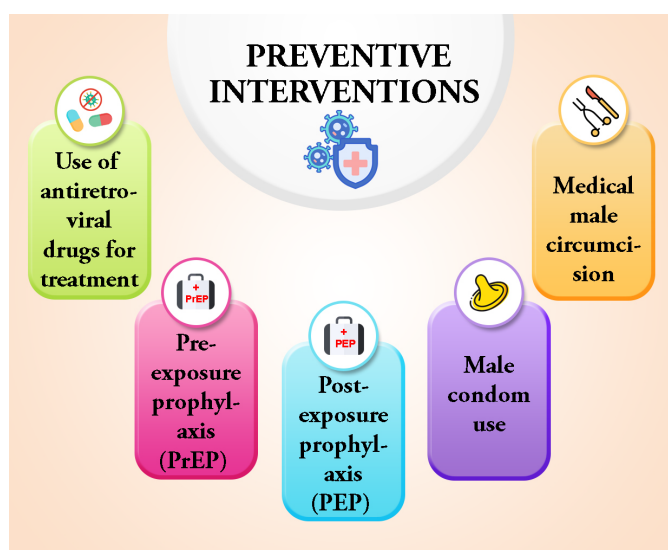 PREVENTIVE
INTERVENTIONS
Use of
antiretro-
viral
drugs for
treatment
PrEP
Pre-
exposure
prophyl-
axis
(PrEP)
PEP
Post-
exposure
prophyl-
axis
(PEP)
Male
condom
use
Medical
male
circumci-
sion